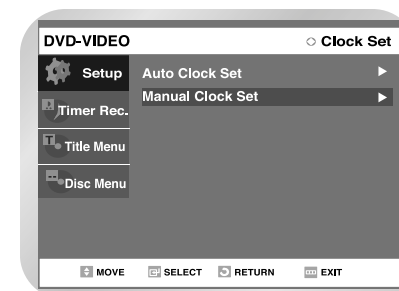 DVD-VIDEO Clock Set
Setup
Auto Clock Set
Manual Clock Set
Timer Rec.
Title Menu
Disc Menu
MOVE SELECT RETURN EXIT